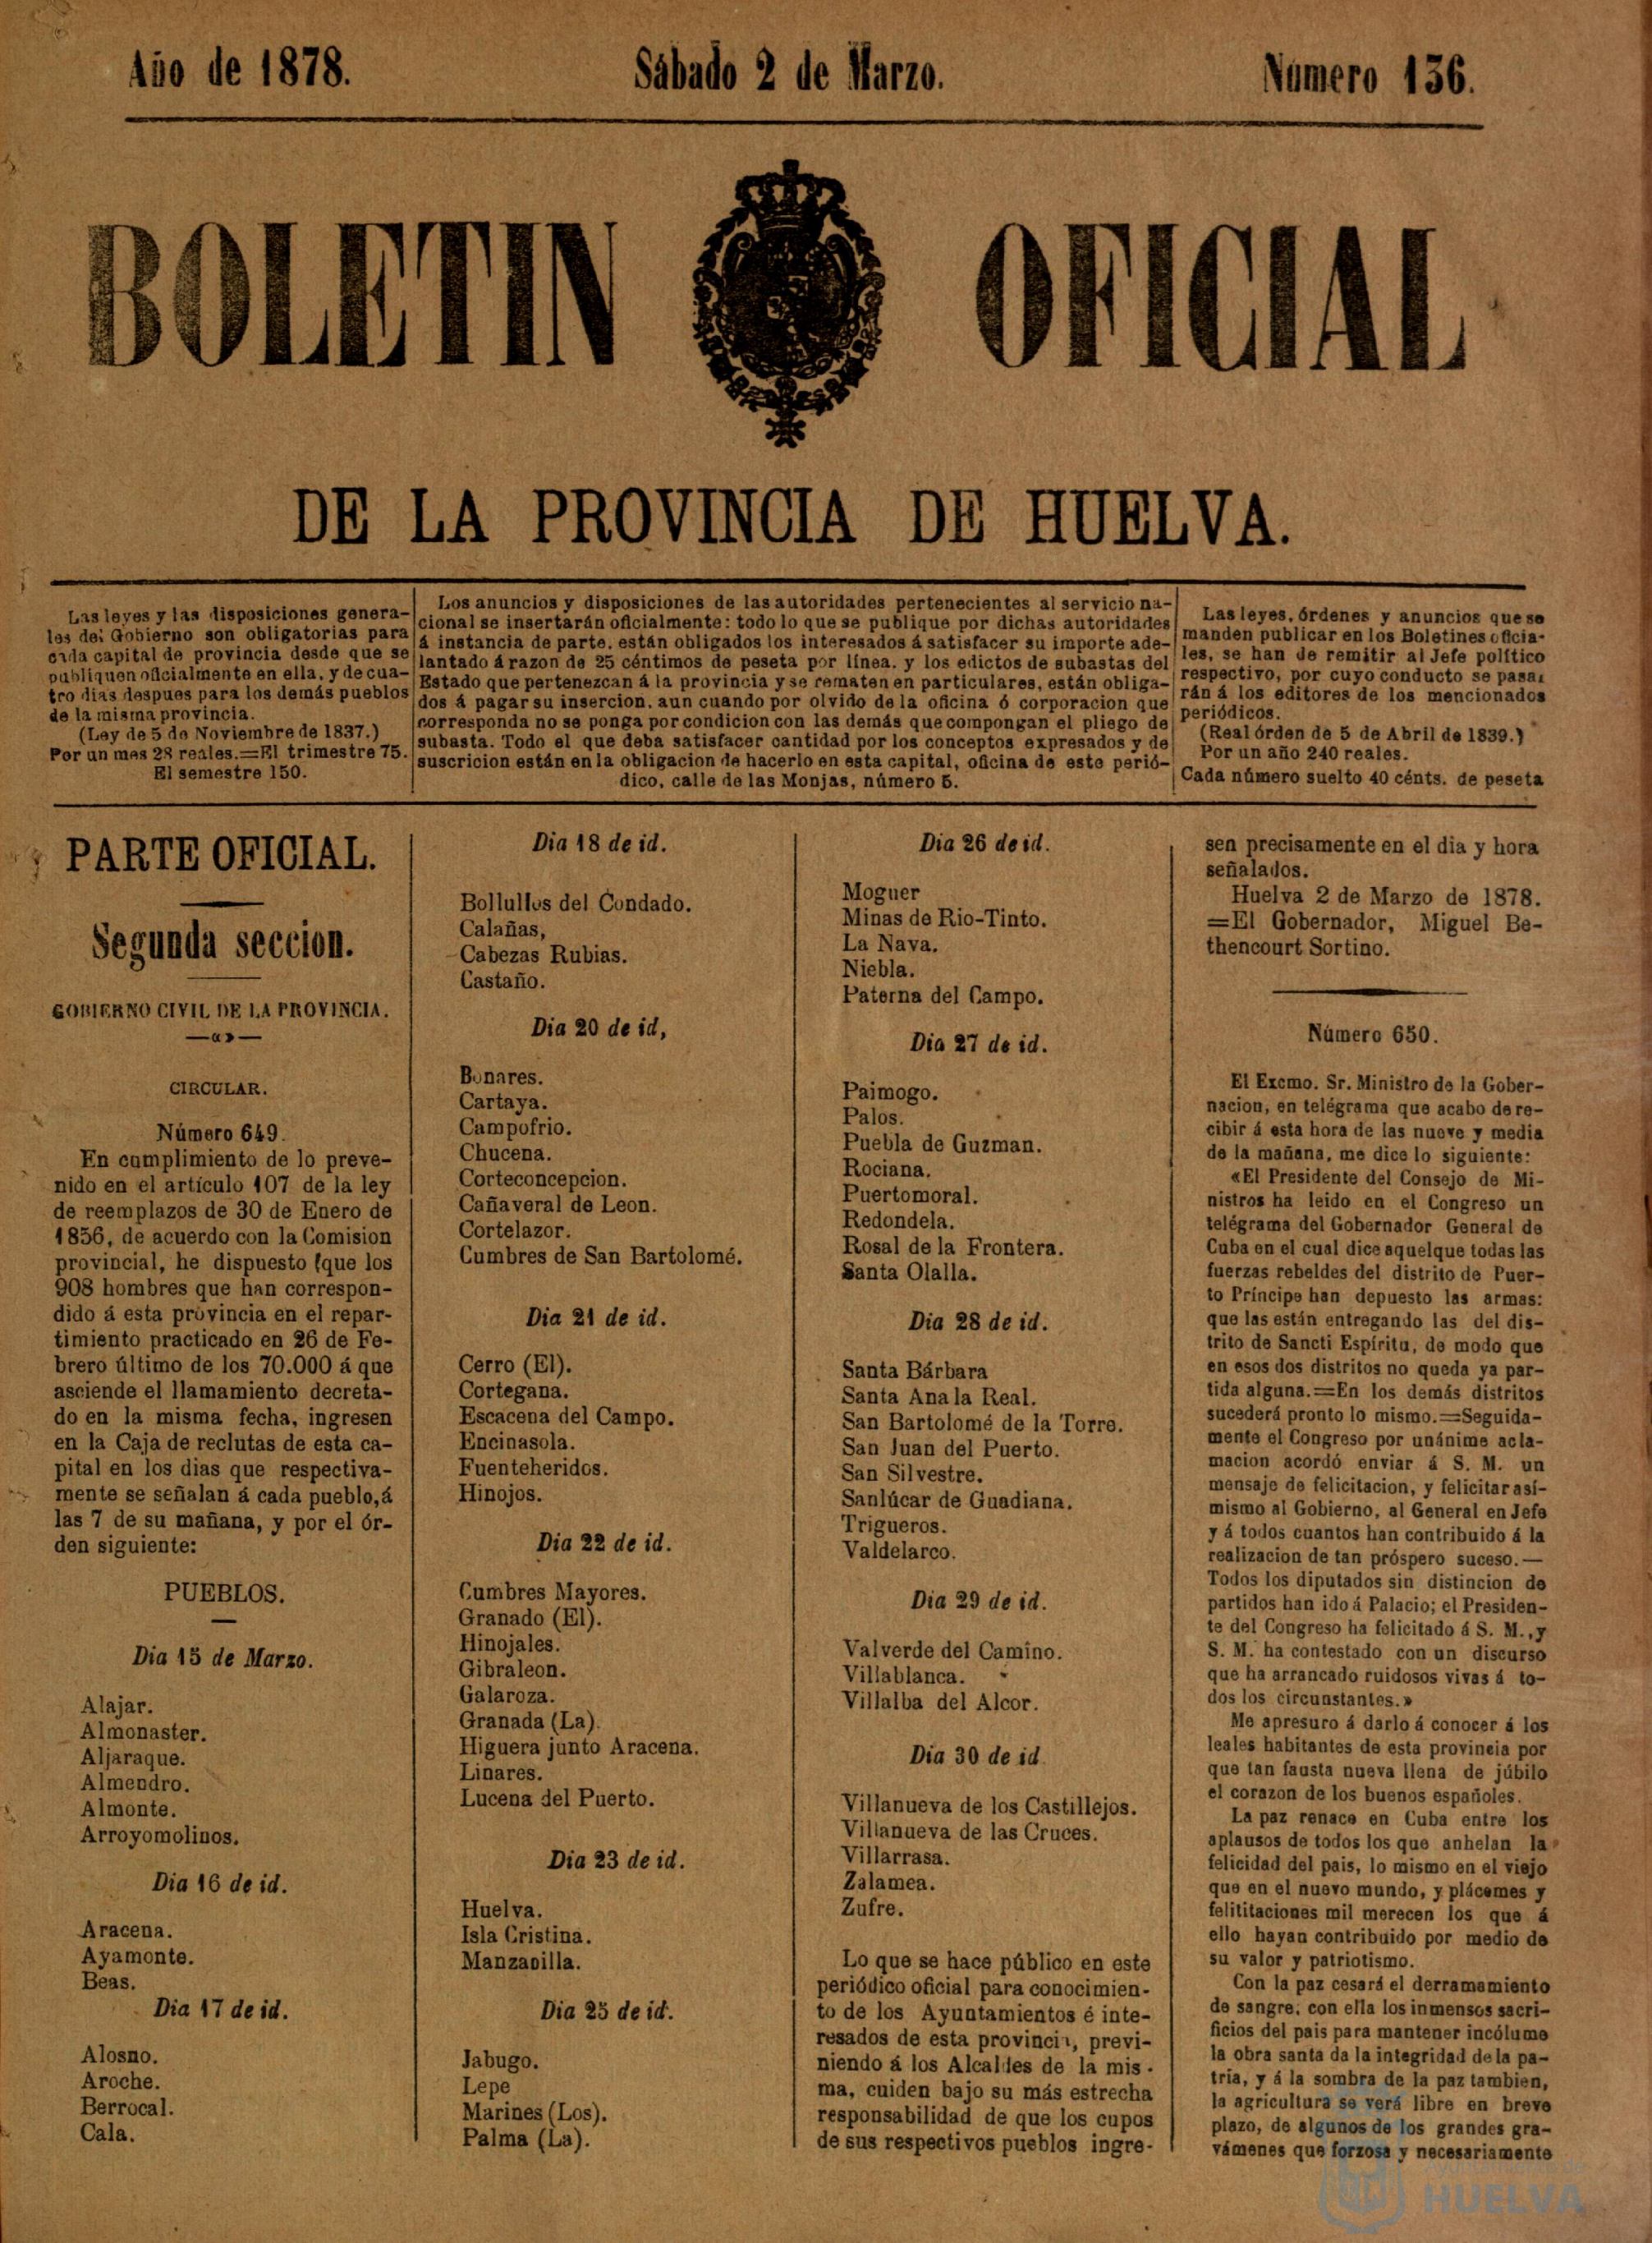 Año de 1878.
Sábado 2 de Marzo.
Número 136.
BOLETIN OFICIAL
DE LA PROVINCIA DE HUELVA.
Las leyes y las disposiciones genera-
les del Gobierno son obligatorias para
cada capital de provincia desde que se
publiquen oficialmente en ella, y de cua-
tro dias despues para los demás pueblos
de la misma provincia.
(Ley de 5 de Noviembre de 1837.)
Por un mes 28 reales.=El trimestre 75.
El semestre 150.
Los anuncios y disposiciones de las autoridades pertenecientes al servicio na-
cional se insertarán oficialmente: todo lo que se publique por dichas autoridades
á instancia de parte. están obligados los interesados á satisfacer su importe ade-
lantado á razon de 25 céntimos de peseta por línea. y los edictos de subastas del
Estado que pertenezcan á la provincia y se rematen en particulares, están obliga-
dos á pagar su insercion. aun cuando por olvido de la oficina ó corporacion que
corresponda no se ponga por condicion con las demás que compongan el pliego de
subasta. Todo el que deba satisfacer cantidad por los conceptos expresados y de
suscricion están en la obligacion de hacerlo en esta capital, oficina de este perió-
dico, calle de las Monjas, número 5.
Las leyes, órdenes y anuncios que se
manden publicar en los Boletines oficia-
les, se han de remitir al Jefe político
respectivo, por cuyo conducto se pasa-
rán á los editores de los mencionados
periódicos.
(Real órden de 5 de Abril de 1839.)
Por un año 240 reales.
Cada número suelto 40 cénts. de peseta
PARTE OFICIAL.
Segunda seccion.
GOBIERNO CIVIL DE LA PROVINCIA.
CIRCULAR.
Número 649.
En cumplimiento de lo preve-
nido en el artículo 107 de la ley
de reemplazos de 30 de Enero de
1856, de acuerdo con la Comision
provincial, he dispuesto (que los
908 hombres que han correspon-
dido á esta provincia en el repar-
timiento practicado en 26 de Fe-
brero último de los 70.000 á que
asciende el llamamiento decreta-
do en la misma fecha, ingresen
en la Caja de reclutas de esta ca-
pital en los dias que respectiva-
mente se señalan á cada pueblo, á
las 7 de su mañana, y por el ór-
den siguiente:
PUEBLOS.
Dia 15 de Marzo.
Alajar.
Almonaster.
Aljaraque.
Almendro.
Almonte.
Arroyomolinos.
Dia 16 de id.
Aracena.
Ayamonte.
Beas.
Dia 17 de id.
Alosno.
Aroche.
Berrocal.
Cala.
Dia 18 de id.
Bollullos del Condado.
Calañas,
Cabezas Rubias.
Castaño.
Dia 20 de id,
Bonares.
Cartaya.
Campofrio.
Chucena.
Corteconcepcion.
Cañaveral de Leon.
Cortelazor.
Cumbres de San Bartolomé.
Dia 21 de id.
Cerro (El).
Cortegana.
Escacena del Campo.
Encinasola.
Fuenteheridos.
Hinojos.
Dia 22 de id.
Cumbres Mayores.
Granado (El).
Hinojales.
Gibraleon.
Galaroza.
Granada (La).
Higuera junto Aracena.
Linares.
Lucena del Puerto.
Dia 23 de id.
Huelva.
Isla Cristina.
Manzanilla.
Dia 25 de id.
Jabugo.
Lepe
Marines (Los).
Palma (La).
Dia 26 de id.
Moguer
Minas de Rio-Tinto.
La Nava.
Niebla.
Paterna del Campo.
Dia 27 de id.
Paimogo.
Palos.
Puebla de Guzman.
Rociana.
Puertomoral.
Redondela.
Rosal de la Frontera.
Santa Olalla.
Dia 28 de id.
Santa Bárbara
Santa Ana la Real.
San Bartolomé de la Torre.
San Juan del Puerto.
San Silvestre.
Sanlúcar de Guadiana.
Trigueros.
Valdelarco.
Dia 29 de id.
Valverde del Camino.
Villablanca.
Villalba del Alcor.
Dia 30 de id
Villanueva de los Castillejos.
Villanueva de las Cruces.
Villarrasa.
Zalamea.
Zufre.
Lo que se hace público en este
periódico oficial para conocimien-
to de los Ayuntamientos é inte-
resados de esta provincia, previ-
niendo á los Alcaldes de la mis-
ma, cuiden bajo su más estrecha
responsabilidad de que los cupos
de sus respectivos pueblos ingre-
sen precisamente en el dia y hora
señalados.
Huelva 2 de Marzo de 1878.
=El Gobernador, Miguel Be-
thencourt Sortino.
Número 650.
El Excmo. Sr. Ministro de la Gober-
nacion, en telégrama que acabo de re-
cibir á esta hora de las nueve y media
de la mañana, me dice lo siguiente:
«El Presidente del Consejo de Mi-
nistros ha leido en el Congreso un
telégrama del Gobernador General de
Cuba en el cual dice aquel que todas las
fuerzas rebeldes del distrito de Puer-
to Príncipe han depuesto las armas:
que las están entregando las del dis-
trito de Sancti Espíritu, de modo que
en esos dos distritos no queda ya par-
tida alguna.=En los demás distritos
sucederá pronto lo mismo.=Seguida-
mente el Congreso por unánime acla-
macion acordó enviar á S. M. un
mensaje de felicitacion, y felicitar así-
mismo al Gobierno, al General en Jefe
y á todos cuantos han contribuido á la
realizacion de tan próspero suceso.—
Todos los diputados sin distincion de
partidos han ido á Palacio; el Presiden-
te del Congreso ha felicitado á S. M., y
S. M. ha contestado con un discurso
que ha arrancado ruidosos vivas á to-
dos los circunstantes.»
Me apresuro á darlo á conocer á los
leales habitantes de esta provincia por
que tan fausta nueva llena de júbilo
el corazon de los buenos españoles.
La paz renace en Cuba entre los
aplausos de todos los que anhelan la
felicidad del pais, lo mismo en el viejo
que en el nuevo mundo, y plácemes y
felititaciones mil merecen los que á
ello hayan contribuido por medio de
su valor y patriotismo.
Con la paz cesará el derramamiento
de sangre; con ella los inmensos sacri-
ficios del pais para mantener incólume
la obra santa da la integridad de la pa-
tria, y á la sombra de la paz tambien,
la agricultura se verá libre en breve
plazo, de algunos de los grandes gra-
vámenes que forzosa y necesariamente
HUELVA